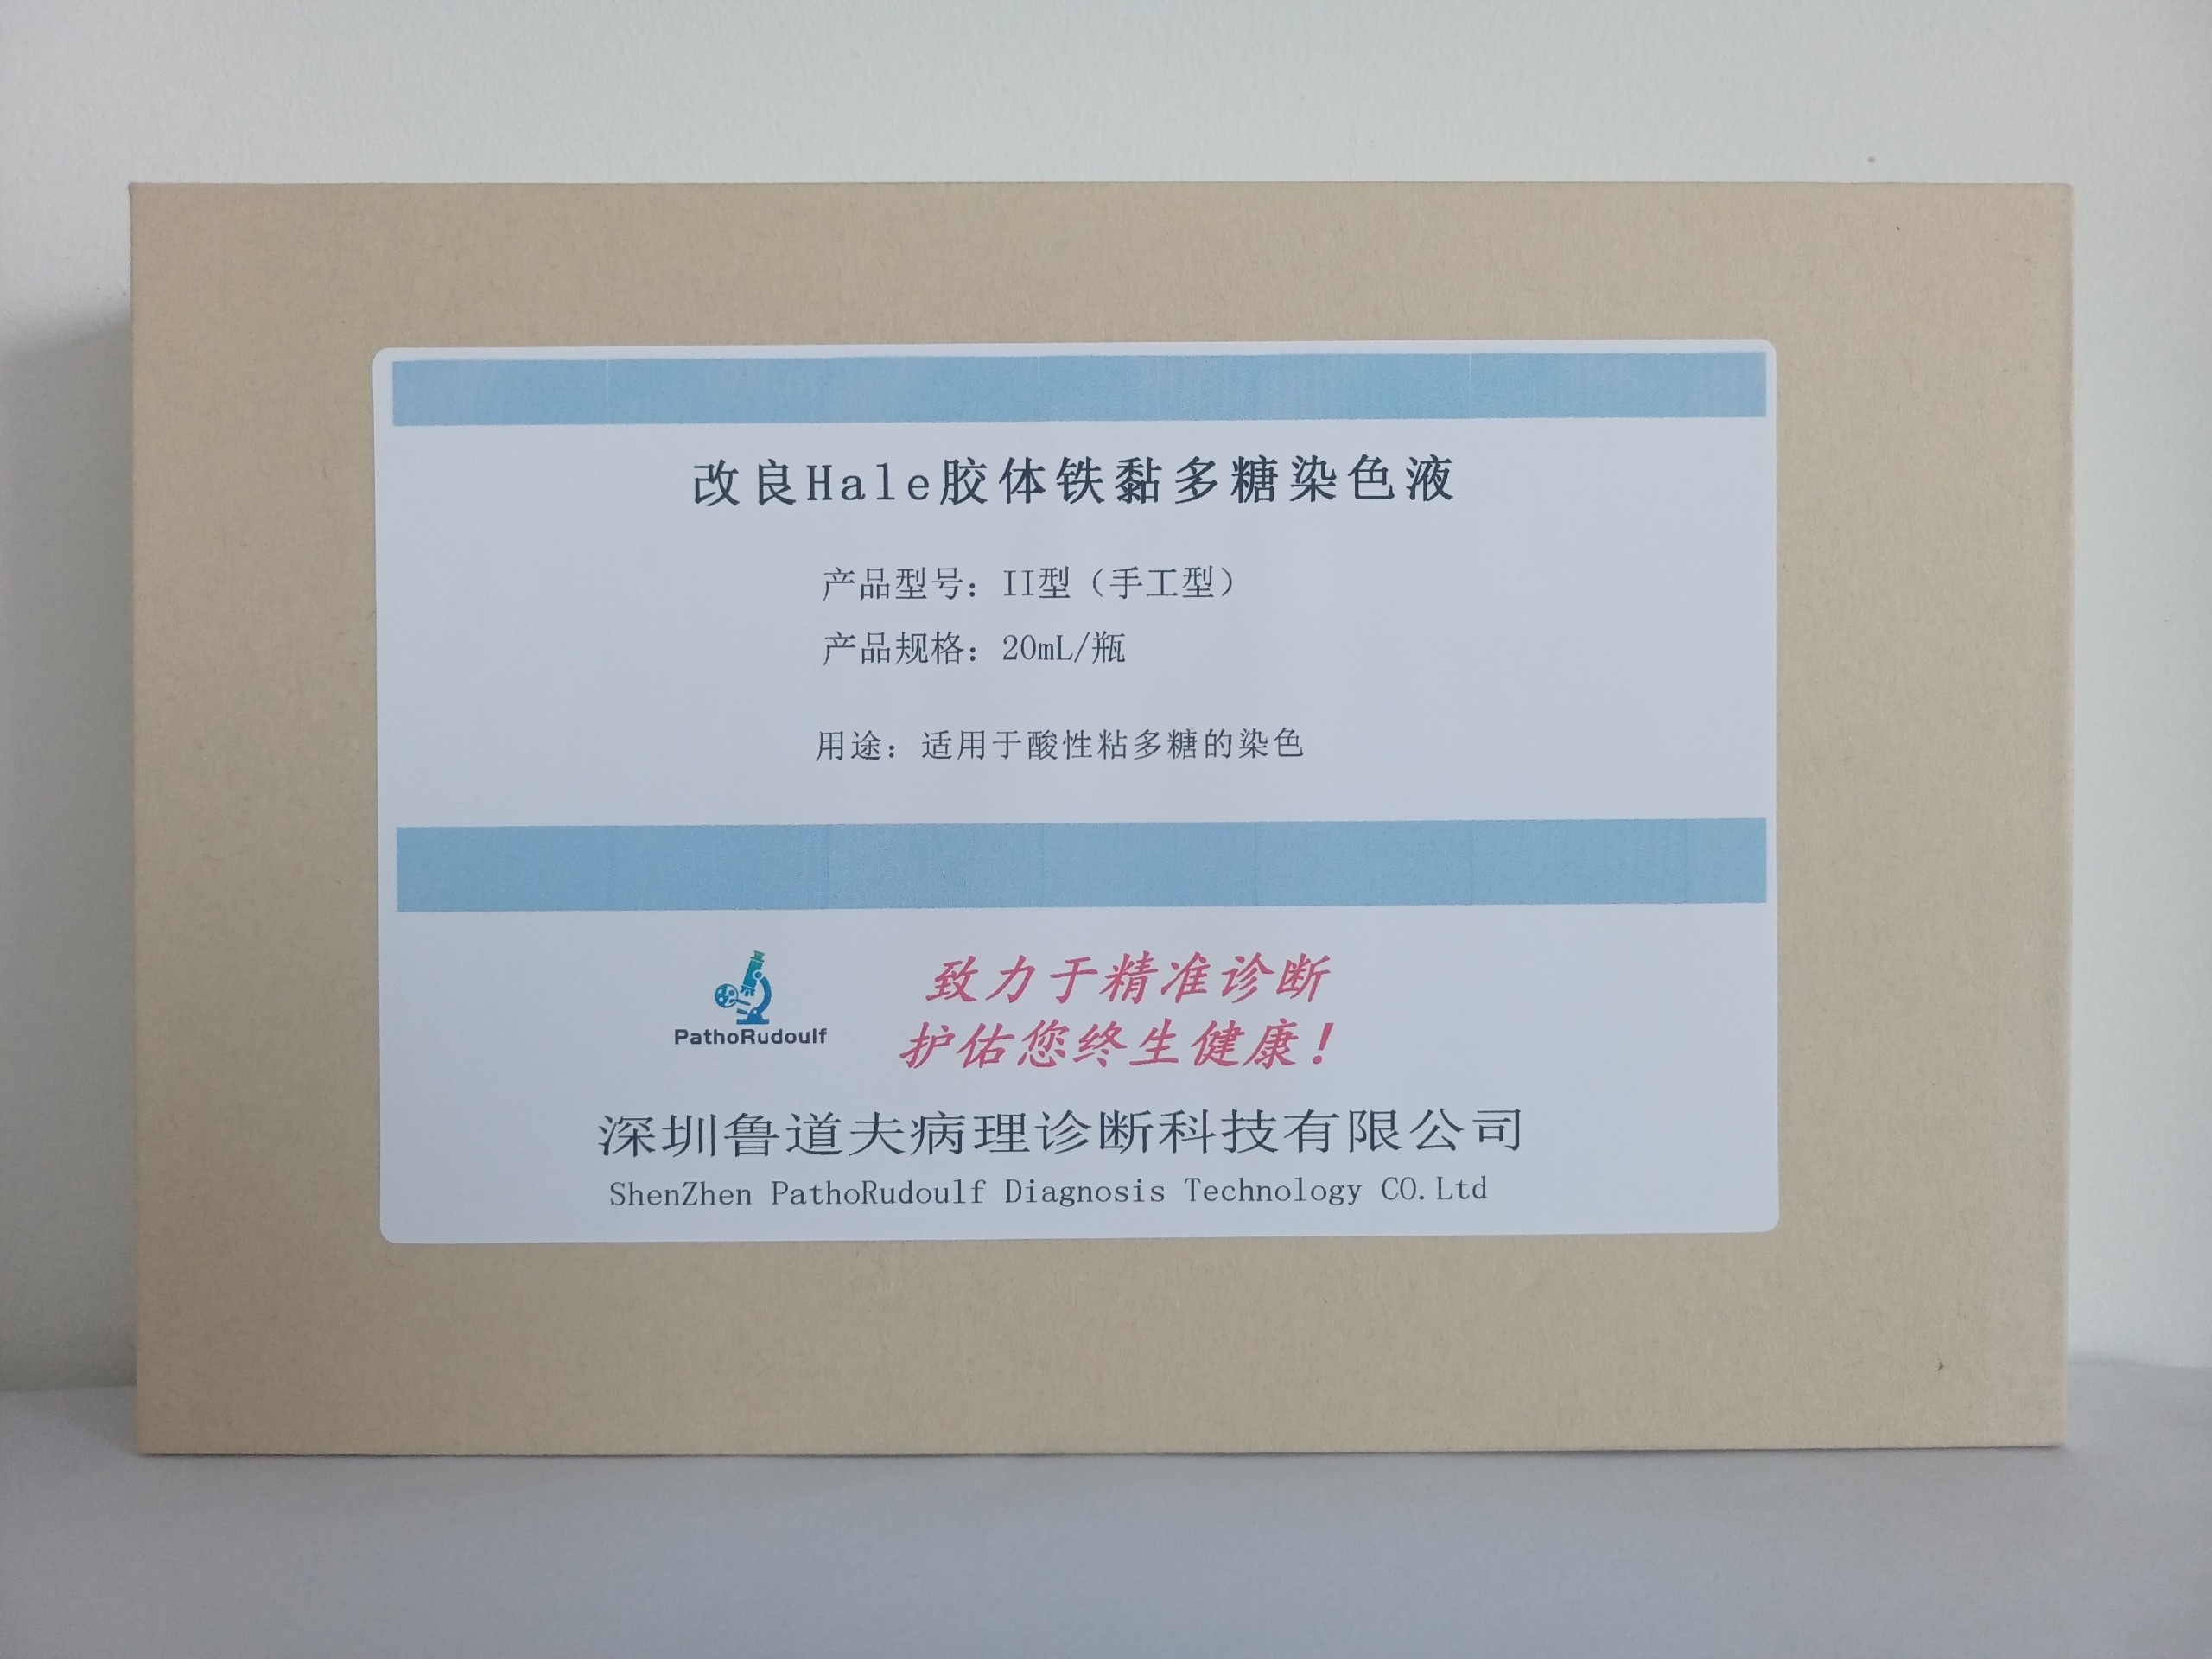 改良Hale胶体铁黏多糖染色液
产品型号：II型（手工型）
产品规格：20mL/瓶
用途：适用于酸性粘多糖的染色
PathoRudoulf
致力于精准诊断
护佑您终生健康！
深圳鲁道夫病理诊断科技有限公司
ShenZhen PathoRudoulf Diagnosis Technology CO.Ltd